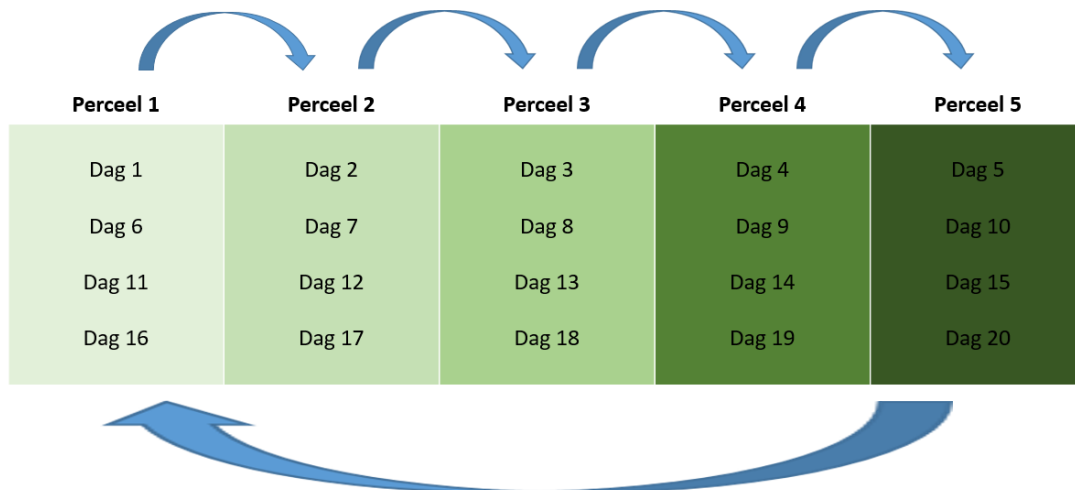 Perceel 1 Perceel 2 Perceel 3 Perceel 4 Perceel 5
Dag 1 Dag 2 Dag 3 Dag 4 Dag 5
Dag 6 Dag 7 Dag 8 Dag 9 Dag 10
Dag 11 Dag 12 Dag 13 Dag 14 Dag 15
Dag 16 Dag 17 Dag 18 Dag 19 Dag 20